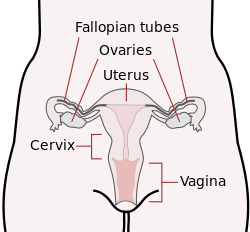 Fallopian tubes
Ovaries
Uterus
Cervix
Vagina